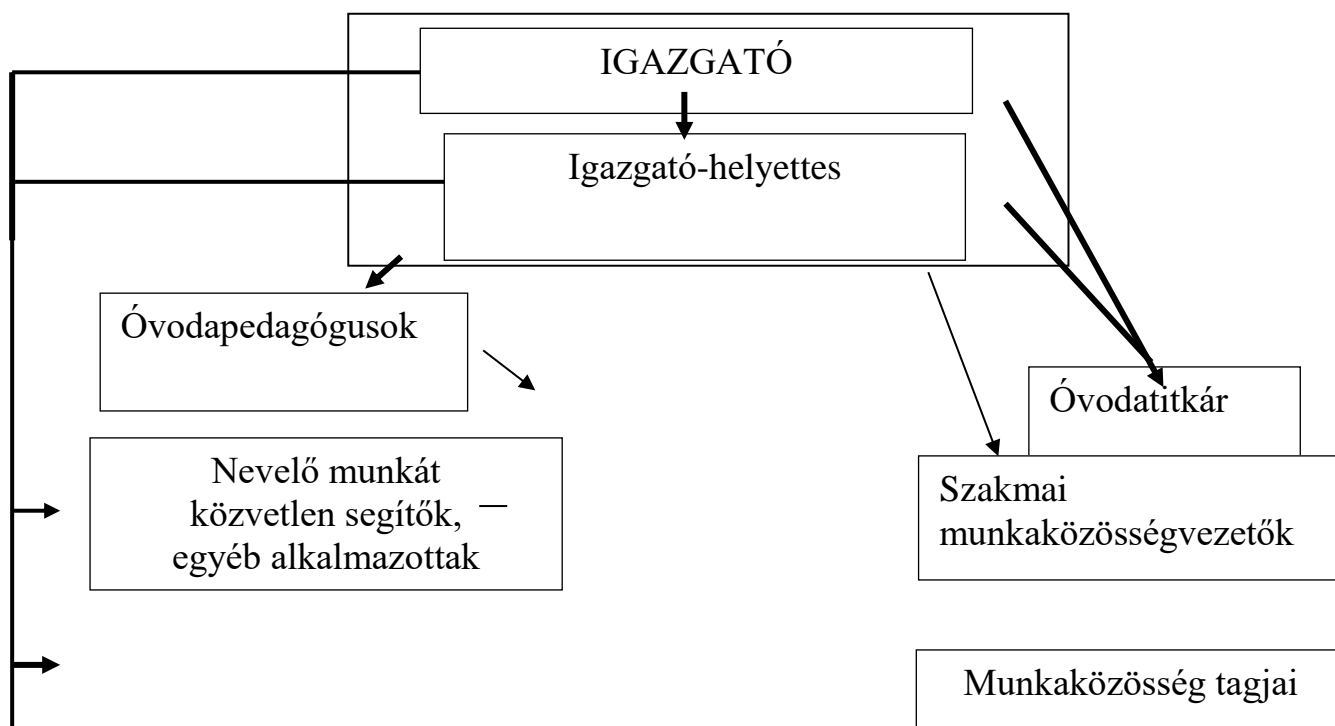 IGAZGATÓ
Igazgató-helyettes
Óvodapedagógusok
Óvodatitkár
Nevelő munkát
közvetlen segítők,
egyéb alkalmazottak
Szakmai
munkaközösségvezetők
Munkaközösség tagjai